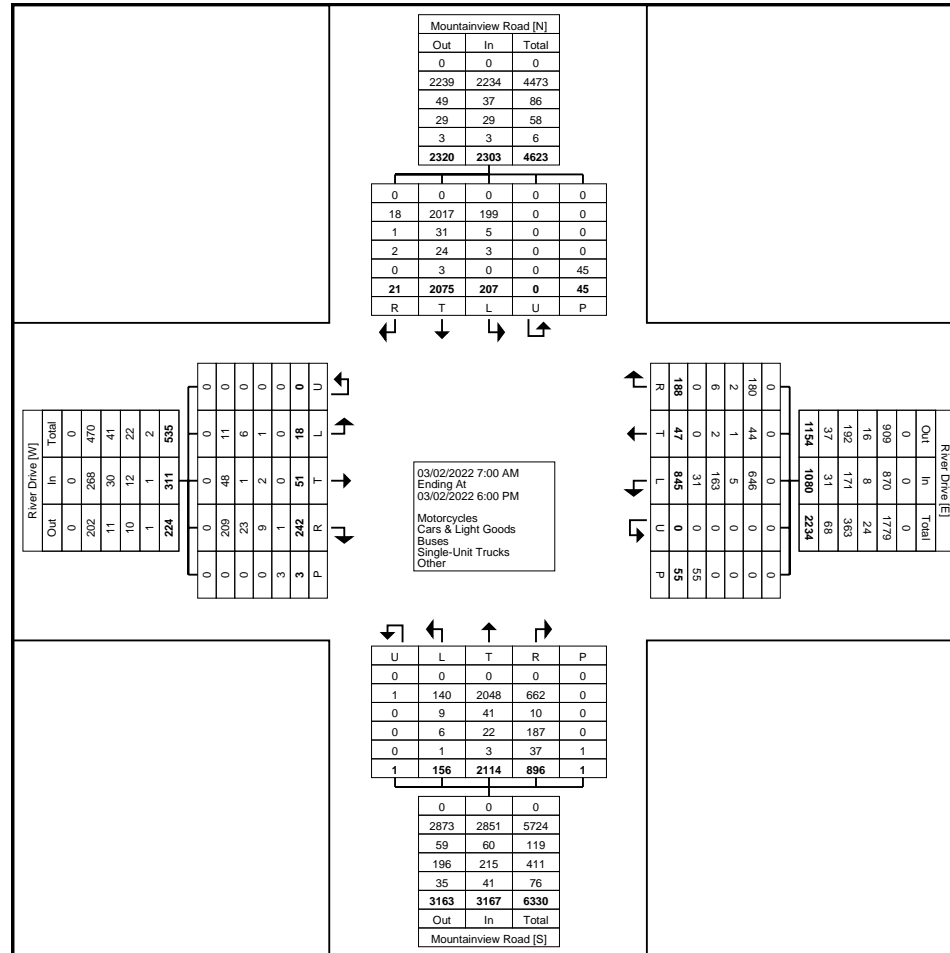 Mountainview Road [N]
Out In Total
0 0 0
2239 2234 4473
49 37 86
29 29 58
3 3 6
2320 2303 4623
0 0 0 0 0
18 2017 199 0 0
1 31 5 0 0
2 24 3 0 0
0 3 0 0 45
21 2075 207 0 45
R T L U P
U L T R P
0 18 51 242 3
0 0 0 1 3
0 1 2 9 0
0 6 1 23 0
0 11 48 209 0
0 0 0 0 0
535 311 224
2 1 1
22 12 10
41 30 11
470 268 202
0 0 0
Total In Out
River Drive [W]
03/02/2022 7:00 AM
Ending At
03/02/2022 6:00 PM
Motorcycles
Cars & Light Goods
Buses
Single-Unit Trucks
Other
River Drive [E]
Out In Total
0 0 0
909 870 1779
16 8 24
192 171 363
37 31 68
1154 1080 2234
0 0 0 0 0
180 44 646 0 0
2 1 5 0 0
6 2 163 0 0
0 0 31 0 55
188 47 845 0 55
R T L U P
U L T R P
0 0 0 0 0
1 140 2048 662 0
0 9 41 10 0
0 6 22 187 0
0 1 3 37 1
1 156 2114 896 1
0 0 0
2873 2851 5724
59 60 119
196 215 411
35 41 76
3163 3167 6330
Out In Total
Mountainview Road [S]